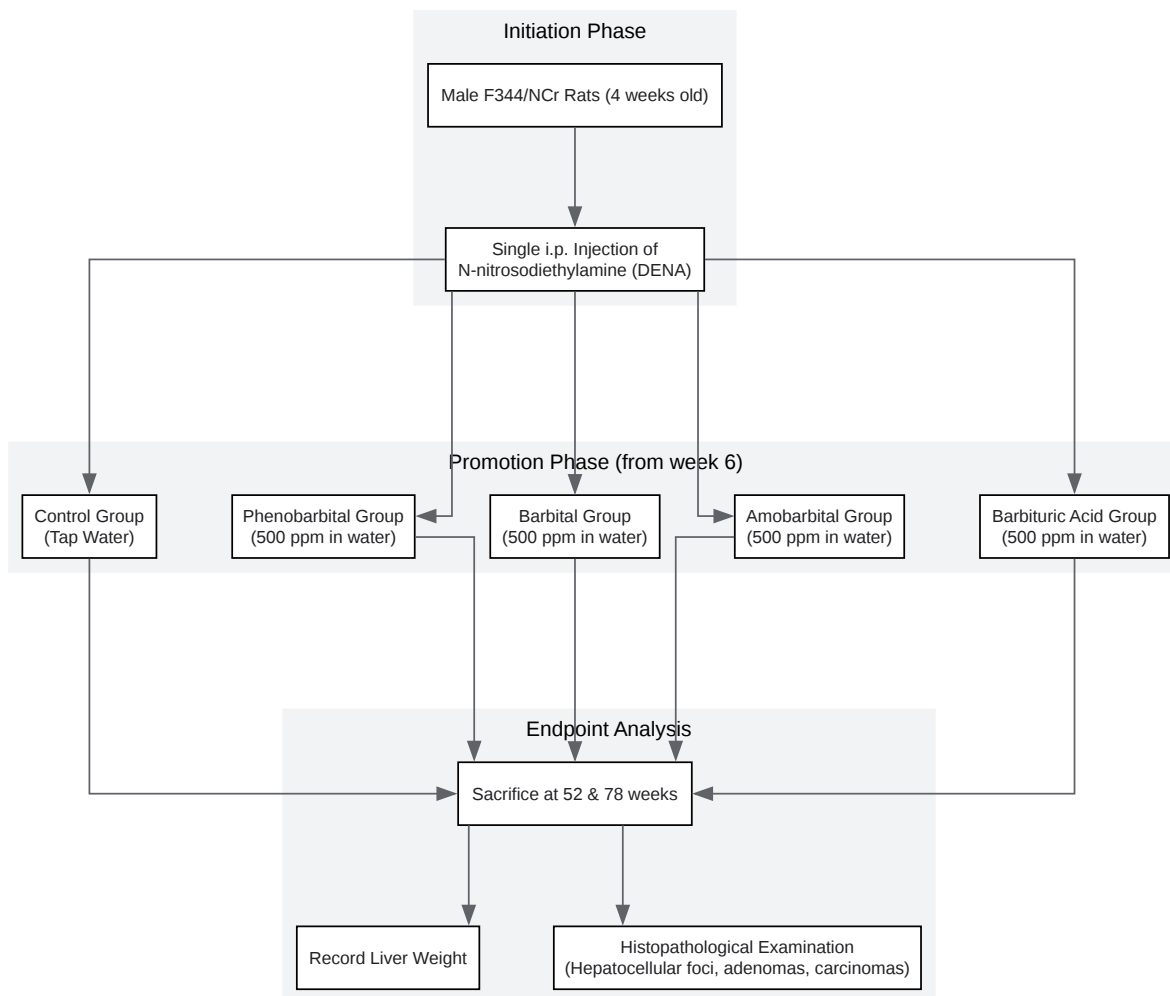 Initiation Phase
Male F344/NCr Rats (4 weeks old)
Single i.p. Injection of
N-nitrosodiethylamine (DENA)
Promotion Phase (from week 6)
Control Group
(Tap Water)
Phenobarbital Group
(500 ppm in water)
Barbital Group
(500 ppm in water)
Amobarbital Group
(500 ppm in water)
Barbituric Acid Group
(500 ppm in water)
Endpoint Analysis
Sacrifice at 52 & 78 weeks
Record Liver Weight
Histopathological Examination
(Hepatocellular foci, adenomas, carcinomas)